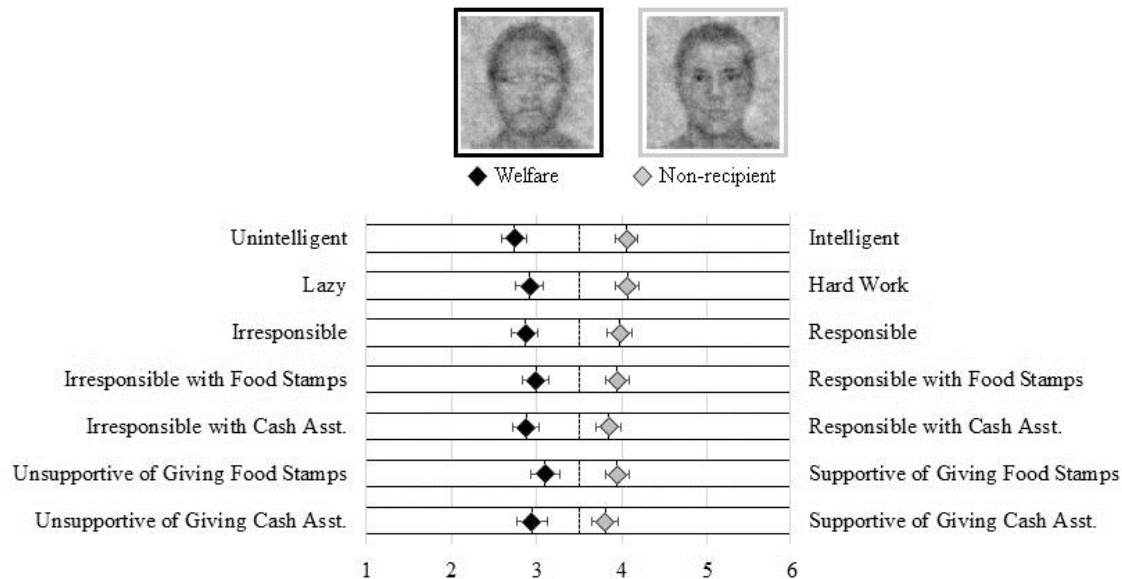 Welfare Non-recipient
Unintelligent Intelligent
Lazy Hard Work
Irresponsible Responsible
Irresponsible with Food Stamps Responsible with Food Stamps
Irresponsible with Cash Asst. Responsible with Cash Asst.
Unsupportive of Giving Food Stamps Supportive of Giving Food Stamps
Unsupportive of Giving Cash Asst. Supportive of Giving Cash Asst.
1 2 3 4 5 6